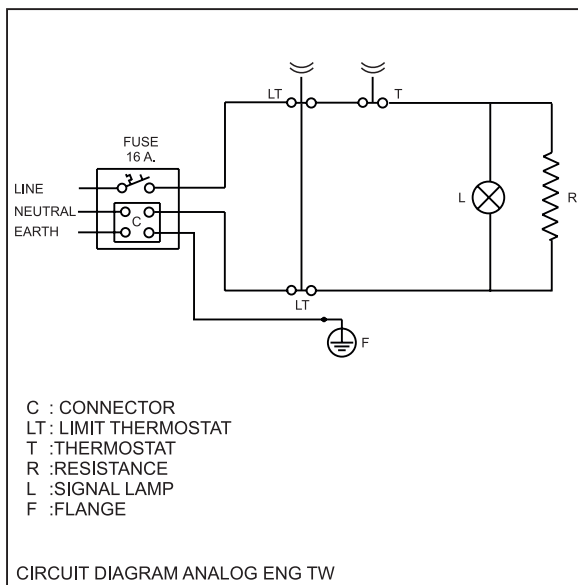 LT
T
FUSE
16 A.
LINE
NEUTRAL
EARTH
C
L
R
LT
F
C : CONNECTOR
LT : LIMIT THERMOSTAT
T :THERMOSTAT
R :RESISTANCE
L :SIGNAL LAMP
F :FLANGE
CIRCUIT DIAGRAM ANALOG ENG TW